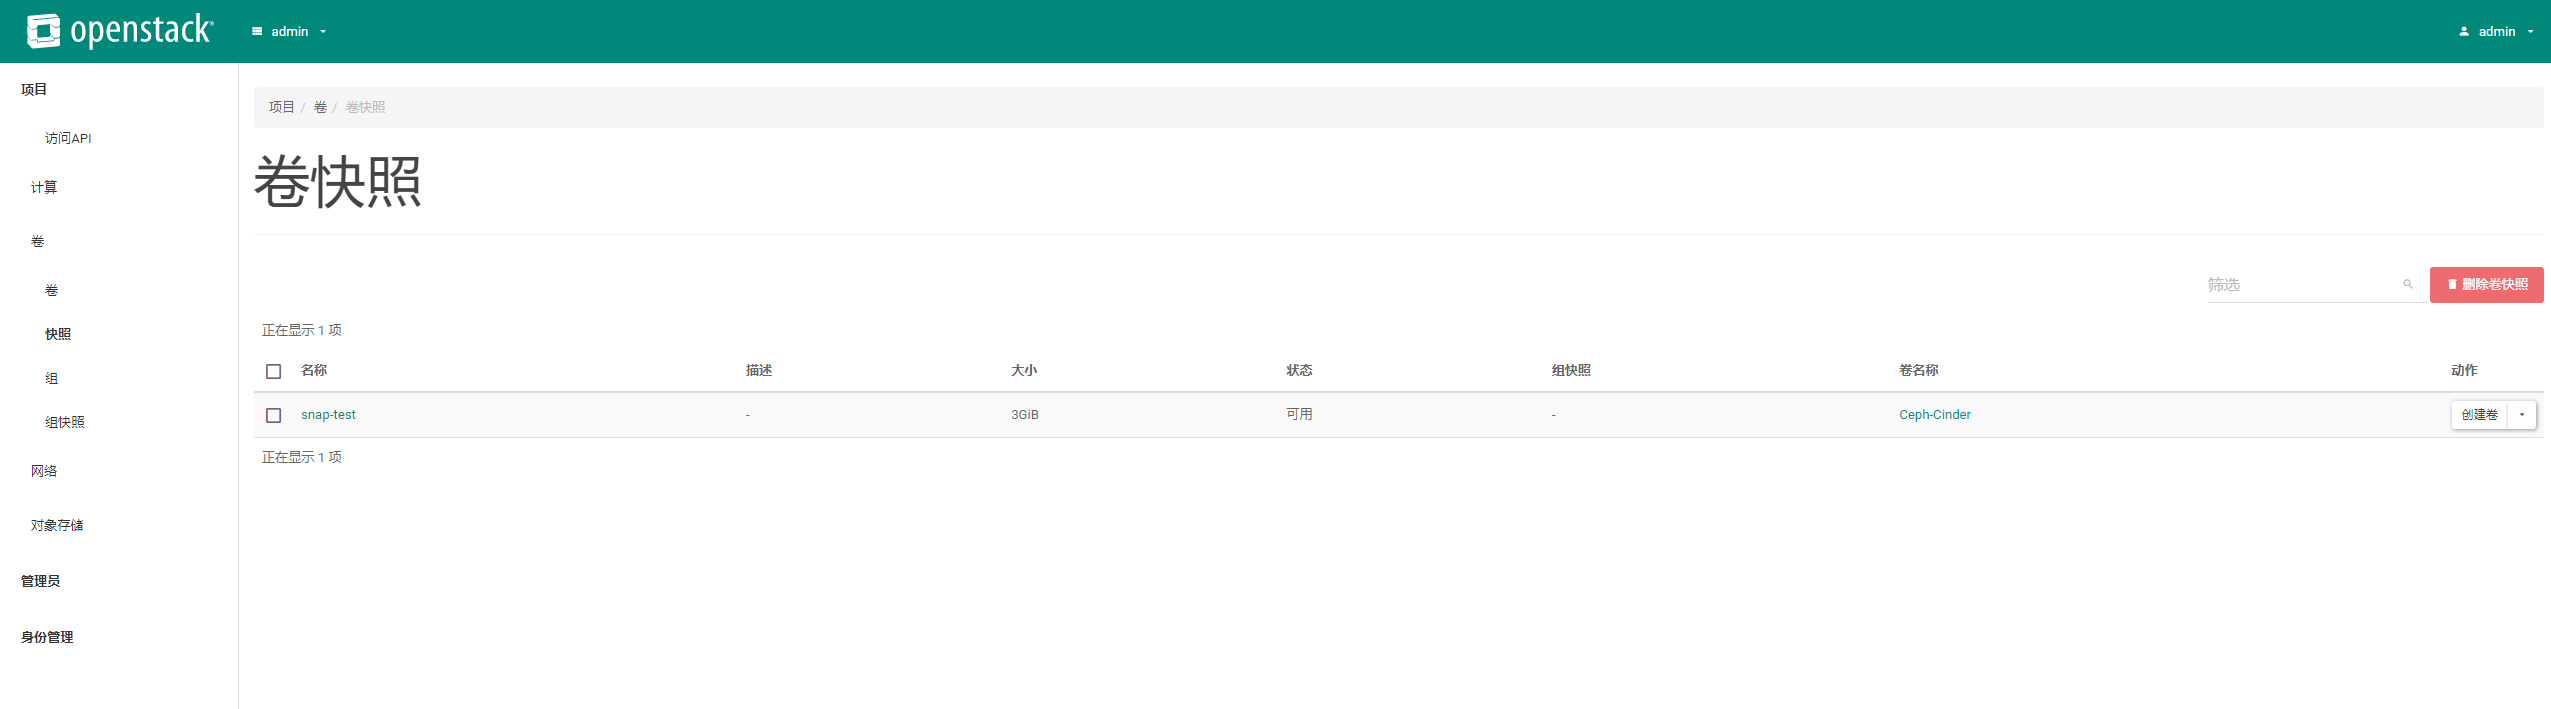 openstack® admin admin
项目
访问API
计算
卷
卷
快照
组
组快照
网络
对象存储
管理员
身份管理
项目 / 卷 / 卷快照
卷快照
筛选 删除卷快照
正在显示 1 项
名称 描述 大小 状态 组快照 卷名称 动作
snap-test - 3GiB 可用 - Ceph-Cinder 创建卷
正在显示 1 项